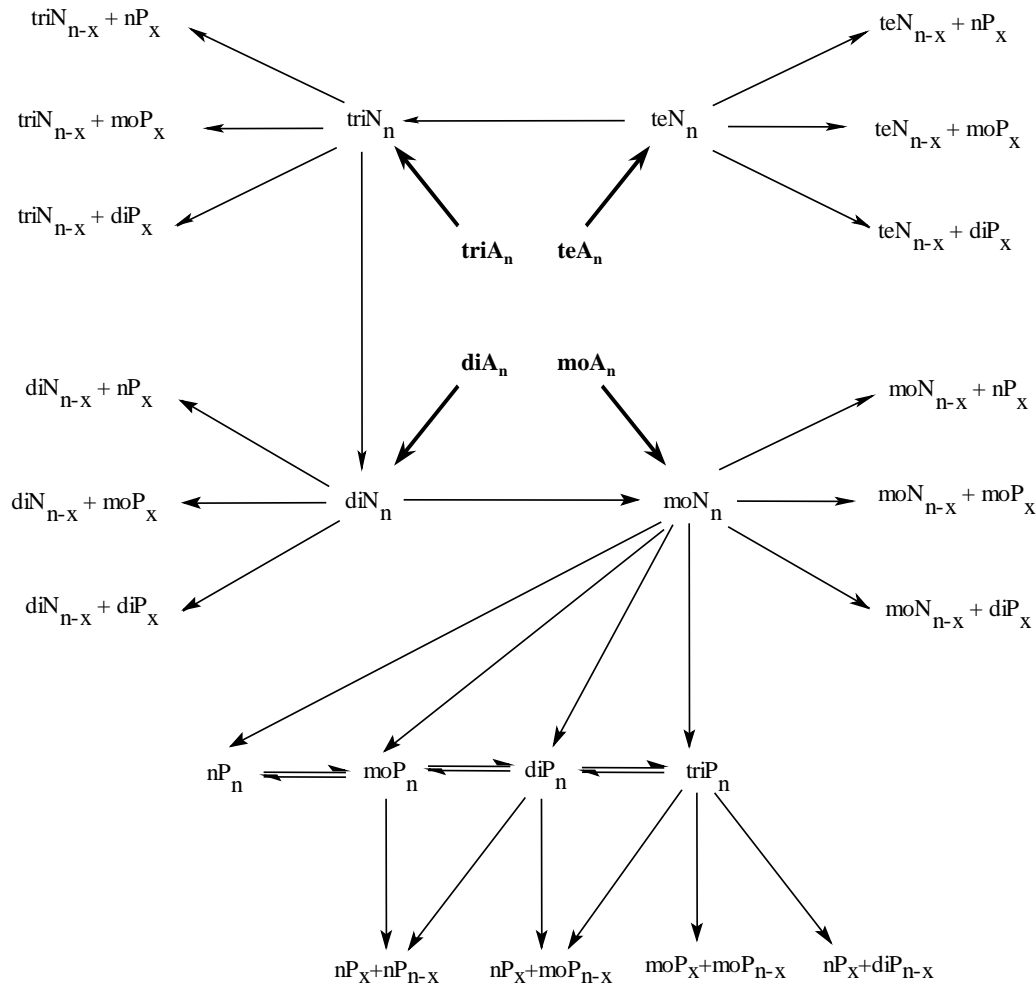 triN_{n-x} + nP_x
teN_{n-x} + nP_x
triN_{n-x} + moP_x
triN_n
teN_n
teN_{n-x} + moP_x
triN_{n-x} + diP_x
teN_{n-x} + diP_x
triA_n
teA_n
diA_n
moA_n
diN_{n-x} + nP_x
moN_{n-x} + nP_x
diN_{n-x} + moP_x
diN_n
moN_n
moN_{n-x} + moP_x
diN_{n-x} + diP_x
moN_{n-x} + diP_x
nP_n
moP_n
diP_n
triP_n
nP_x+nP_{n-x}
nP_x+moP_{n-x}
moP_x+moP_{n-x}
nP_x+diP_{n-x}